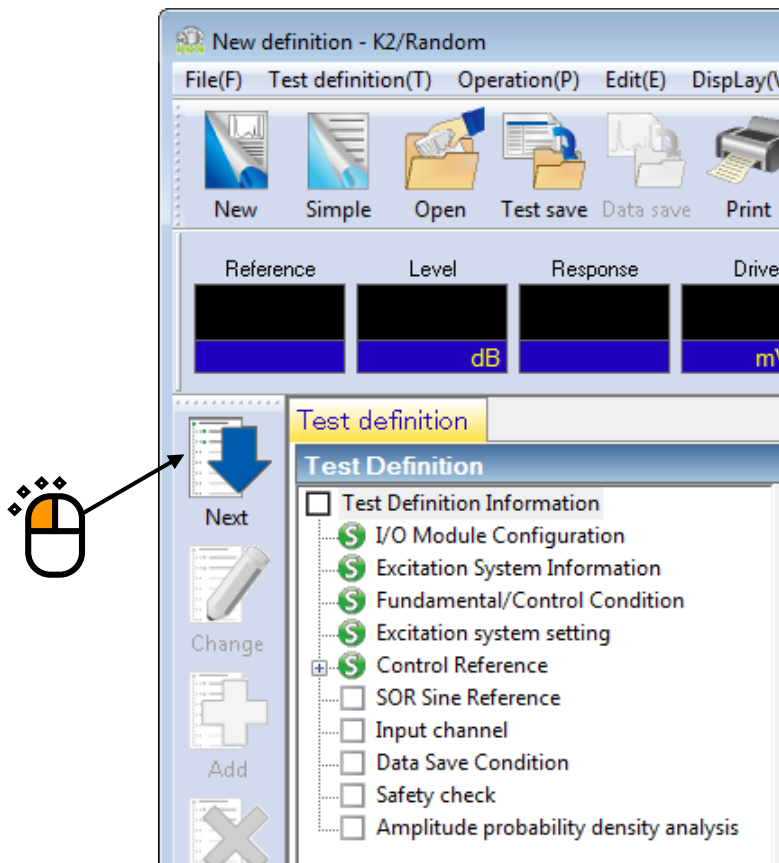 New definition - K2/Random
File(F) Test definition(T) Operation(P) Edit(E) DispLay(V
New Simple Open Test save Data save Print
Reference Level Response Drive
dB mV
Test definition
Test Definition
Next
Change
Add
Test Definition Information
S I/O Module Configuration
S Excitation System Information
S Fundamental/Control Condition
S Excitation system setting
S Control Reference
SOR Sine Reference
Input channel
Data Save Condition
Safety check
Amplitude probability density analysis